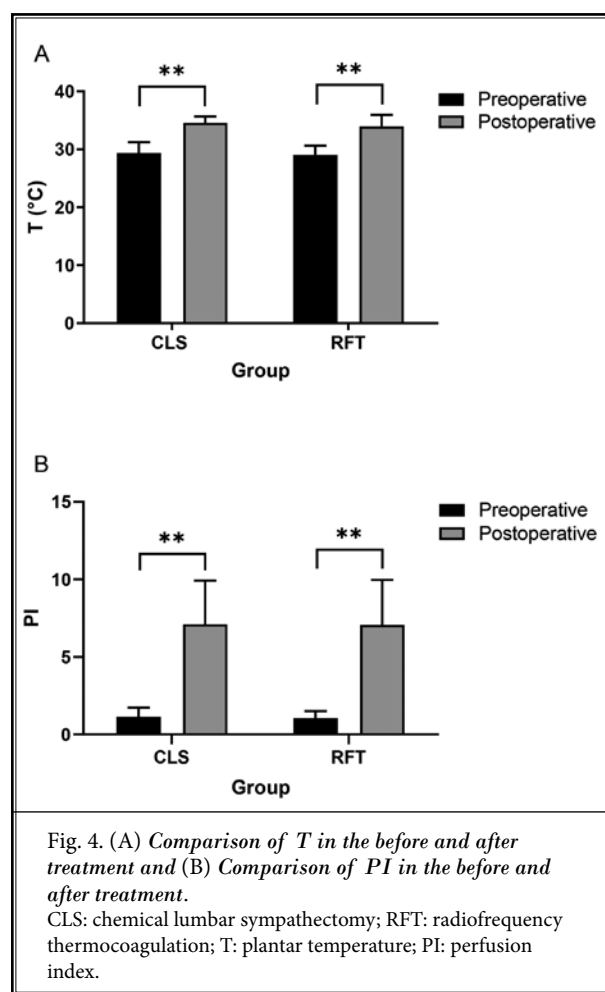 A
** **
Preoperative
Postoperative
40
30
20
10
0
T (°C)
CLS RFT
Group
B
** **
Preoperative
Postoperative
15
10
5
0
PI
CLS RFT
Group
Fig. 4. (A) Comparison of T in the before and after
treatment and (B) Comparison of PI in the before and
after treatment.
CLS: chemical lumbar sympathectomy; RFT: radiofrequency
thermocoagulation; T: plantar temperature; PI: perfusion
index.